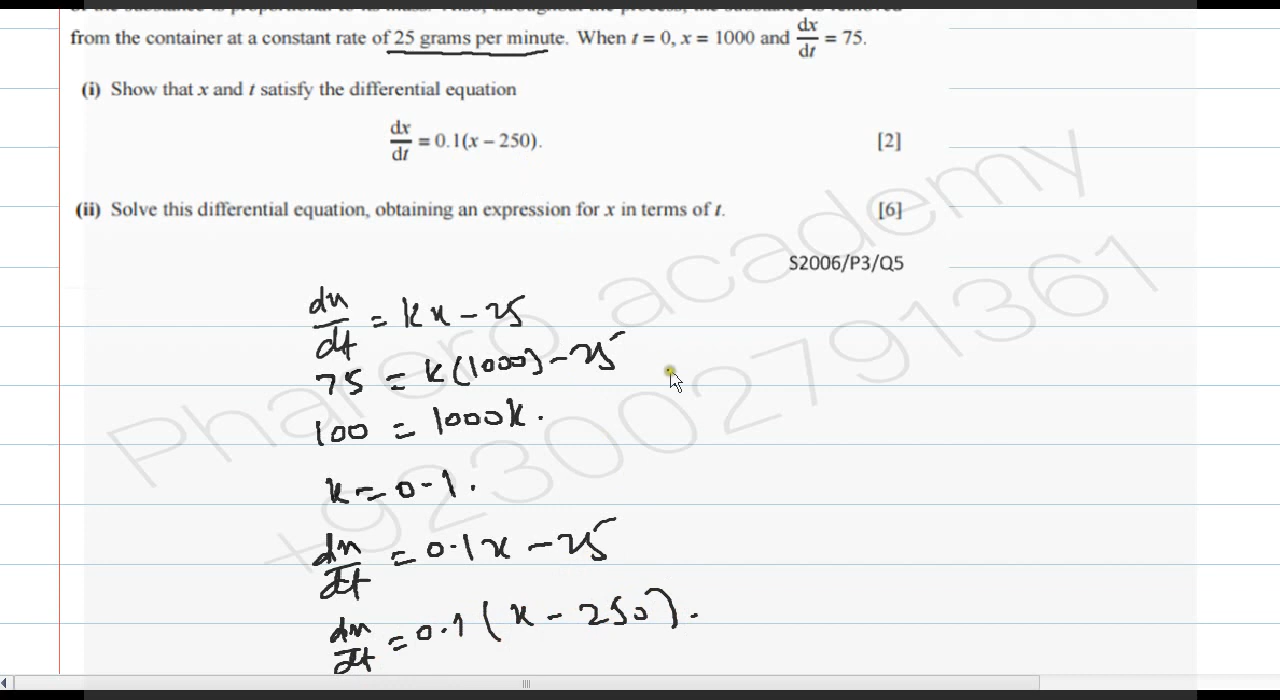 from the container at a constant rate of 25 grams per minute. When t = 0, x = 1000 and dx/dt = 75.
(i) Show that x and t satisfy the differential equation
dx/dt = 0.1(x − 250). [2]
(ii) Solve this differential equation, obtaining an expression for x in terms of t. [6]
S2006/P3/Q5
dx/dt = kx − 25
75 = k(1000) − 25
100 = 1000k.
k = 0.1.
dx/dt = 0.1x − 25
dx/dt = 0.1(x − 250).
Pharero academy
+923002791361